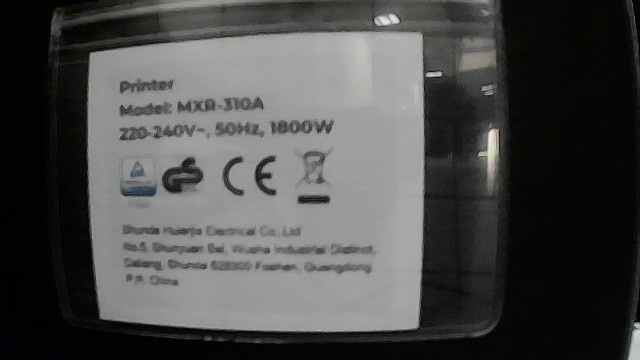 Printer
Model: MXR-310A
220-240V~, 50Hz, 1800W
CE
Shunde Huierjia Electrical Co., Ltd
No.5, Shunyuan Wusha Industrial District,
Daliang, Shunde 528300 Foshan, Guangdong
P.R. China